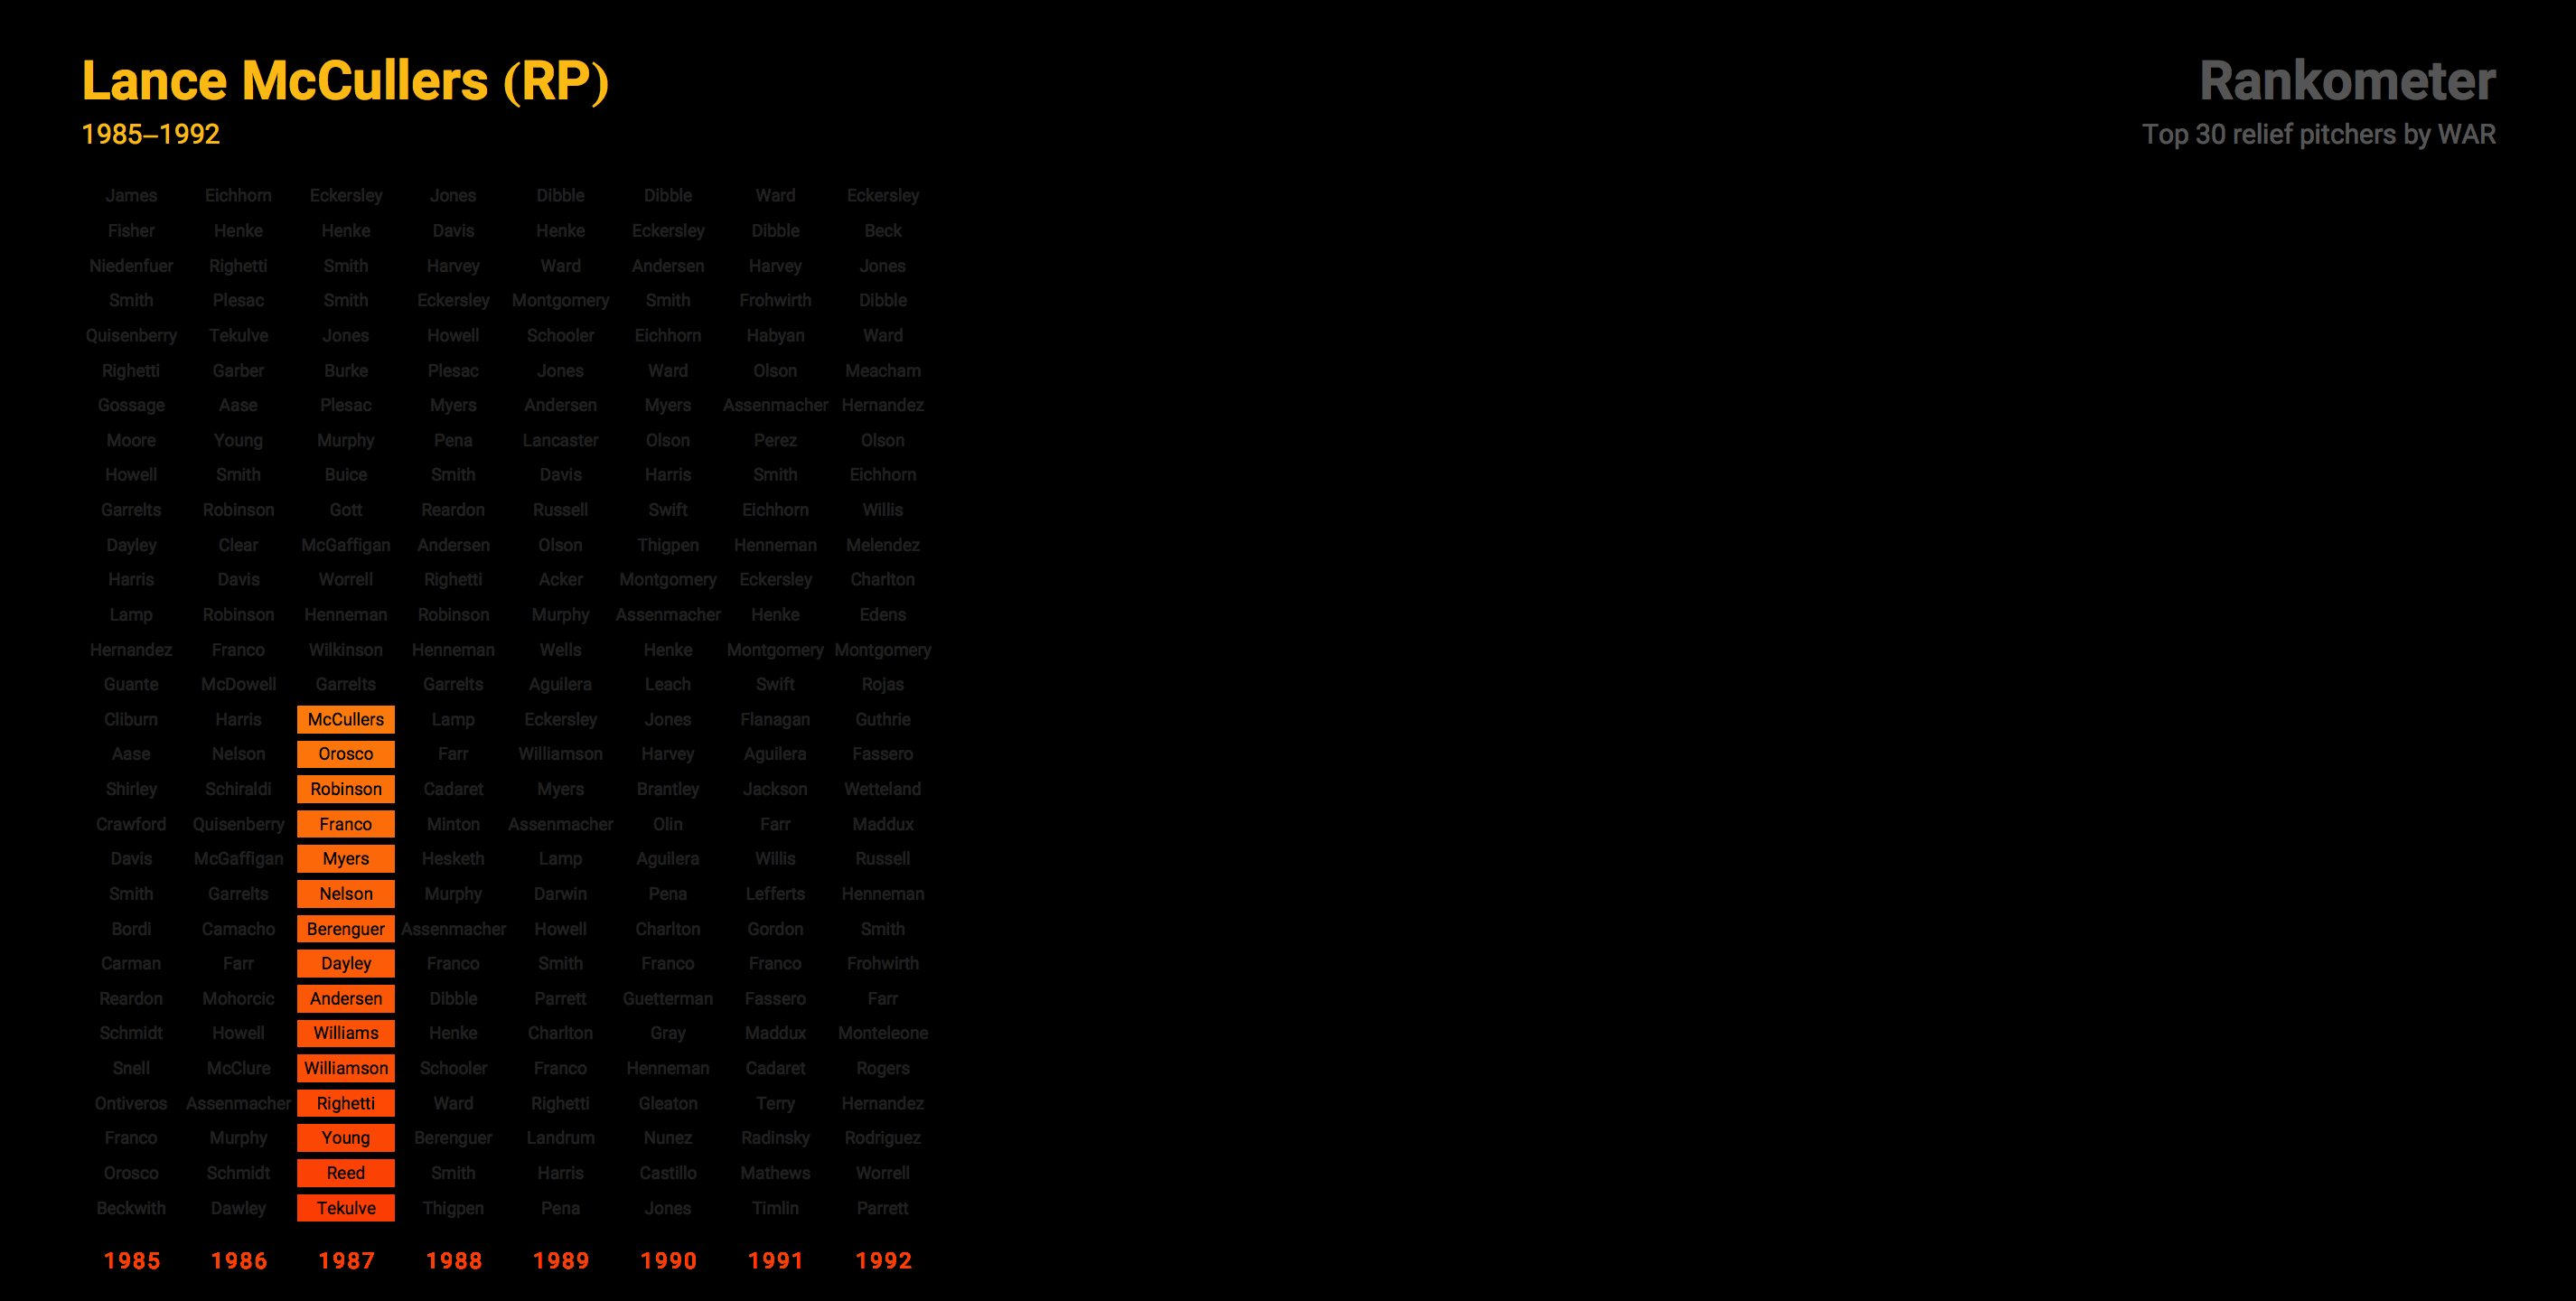 Lance McCullers (RP)
1985–1992
Rankometer
Top 30 relief pitchers by WAR
James Eichhorn Eckersley Jones Dibble Dibble Ward Eckersley
Fisher Henke Henke Davis Henke Eckersley Dibble Beck
Niedenfuer Righetti Smith Harvey Ward Andersen Harvey Jones
Smith Plesac Smith Eckersley Montgomery Smith Frohwirth Dibble
Quisenberry Tekulve Jones Howell Schooler Eichhorn Habyan Ward
Righetti Garber Burke Plesac Jones Ward Olson Meacham
Gossage Aase Plesac Myers Andersen Myers Assenmacher Hernandez
Moore Young Murphy Pena Lancaster Olson Perez Olson
Howell Smith Buice Smith Davis Harris Smith Eichhorn
Garrelts Robinson Gott Reardon Russell Swift Eichhorn Willis
Dayley Clear McGaffigan Andersen Olson Thigpen Henneman Melendez
Harris Davis Worrell Righetti Acker Montgomery Eckersley Charlton
Lamp Robinson Henneman Robinson Murphy Assenmacher Henke Edens
Hernandez Franco Wilkinson Henneman Wells Henke Montgomery Montgomery
Guante McDowell Garrelts Garrelts Aguilera Leach Swift Rojas
Cliburn Harris McCullers Lamp Eckersley Jones Flanagan Guthrie
Aase Nelson Orosco Farr Williamson Harvey Aguilera Fassero
Shirley Schiraldi Robinson Cadaret Myers Brantley Jackson Wetteland
Crawford Quisenberry Franco Minton Assenmacher Olin Farr Maddux
Davis McGaffigan Myers Hesketh Lamp Aguilera Willis Russell
Smith Garrelts Nelson Murphy Darwin Pena Lefferts Henneman
Bordi Camacho Berenguer Assenmacher Howell Charlton Gordon Smith
Carman Farr Dayley Franco Smith Franco Franco Frohwirth
Reardon Mohorcic Andersen Dibble Parrett Guetterman Fassero Farr
Schmidt Howell Williams Henke Charlton Gray Maddux Monteleone
Snell McClure Williamson Schooler Franco Henneman Cadaret Rogers
Ontiveros Assenmacher Righetti Ward Righetti Gleaton Terry Hernandez
Franco Murphy Young Berenguer Landrum Nunez Radinsky Rodriguez
Orosco Schmidt Reed Smith Harris Castillo Mathews Worrell
Beckwith Dawley Tekulve Thigpen Pena Jones Timlin Parrett
1985 1986 1987 1988 1989 1990 1991 1992